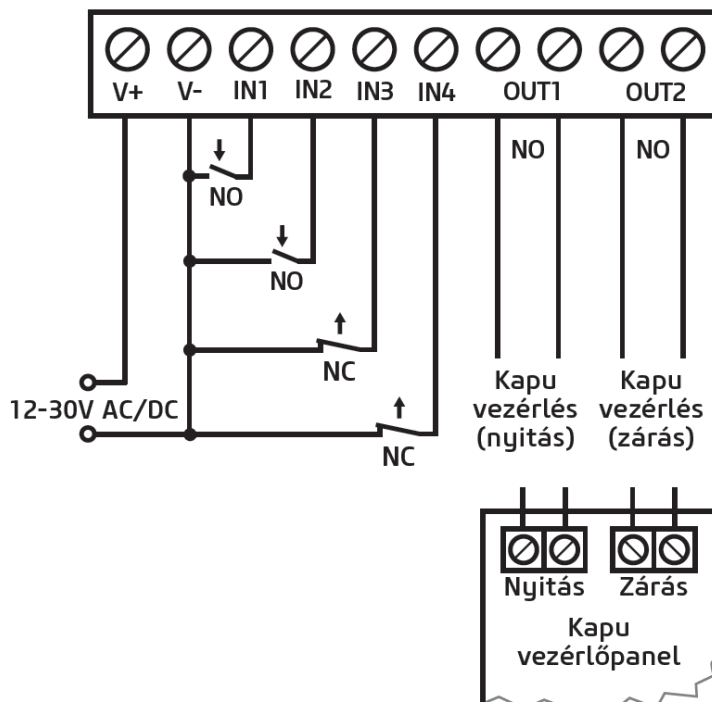 V+ V- IN1 IN2 IN3 IN4 OUT1 OUT2
NO NO
NO
NO
NC
12-30V AC/DC
NC
Kapu
vezérlés
(nyitás)
Kapu
vezérlés
(zárás)
Nyitás Zárás
Kapu
vezérlőpanel